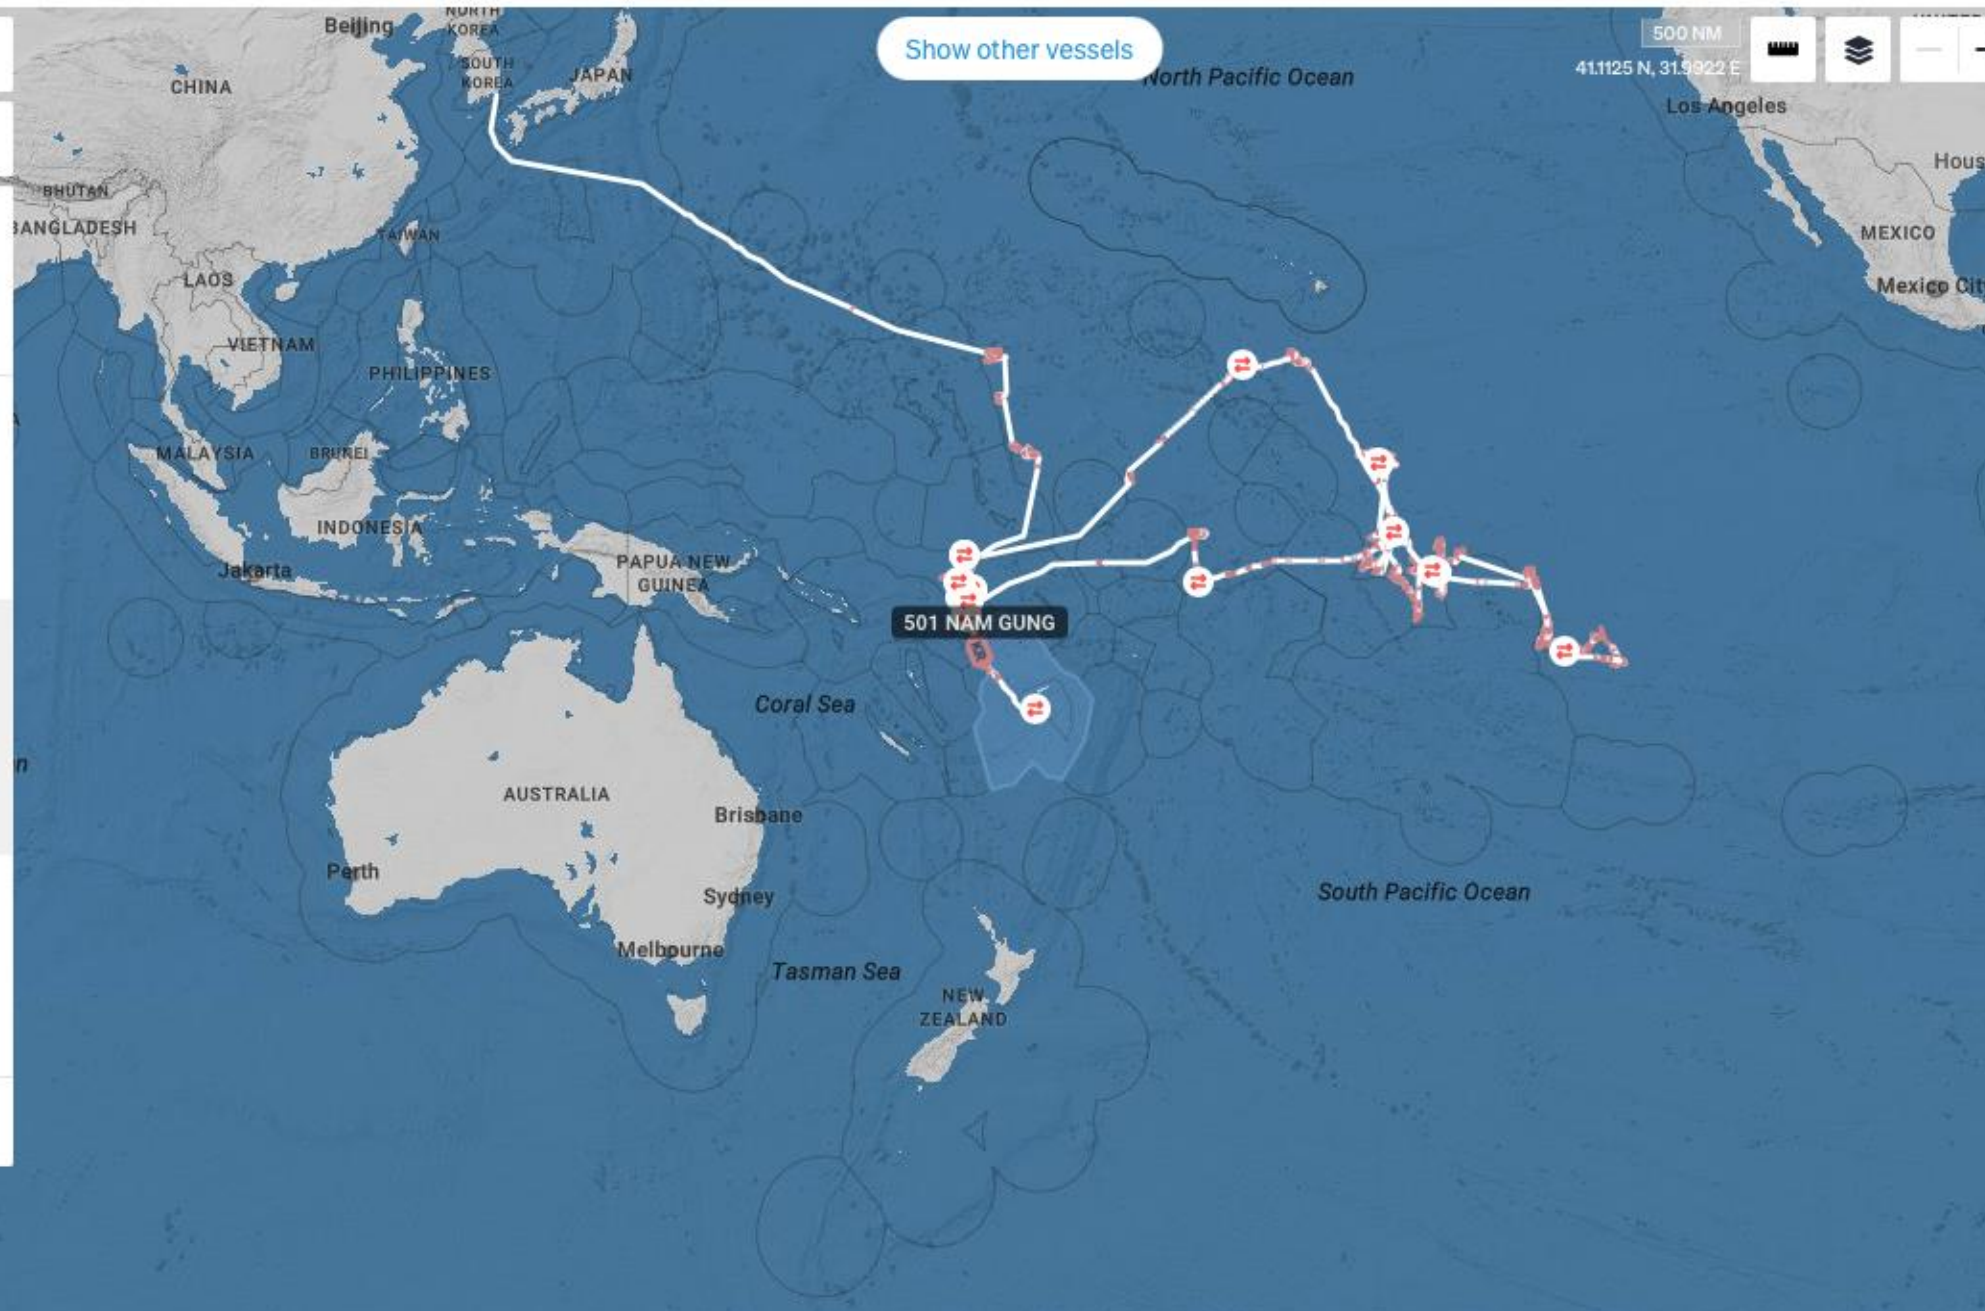 Beijing
NORTH
KOREA
SOUTH
KOREA
JAPAN
CHINA
Show other vessels
North Pacific Ocean
500 NM
41.1125 N, 31.9922 E
Los Angeles
Hous
BHUTAN
BANGLADESH
TAIWAN
MEXICO
LAOS
Mexico City
VIETNAM
PHILIPPINES
MALAYSIA
BRUNEI
INDONESIA
Jakarta
PAPUA NEW
GUINEA
501 NAM GUNG
Coral Sea
AUSTRALIA
Brisbane
Perth
Sydney
South Pacific Ocean
Melbourne
Tasman Sea
NEW
ZEALAND